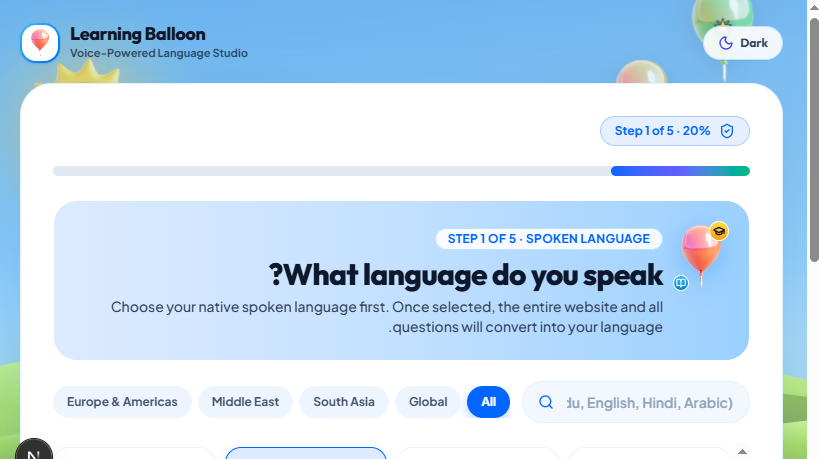 Learning Balloon
Voice-Powered Language Studio
Dark
Step 1 of 5 · 20%
STEP 1 OF 5 · SPOKEN LANGUAGE
?What language do you speak
Choose your native spoken language first. Once selected, the entire website and all
.questions will convert into your language
Europe & Americas
Middle East
South Asia
Global
All
du, English, Hindi, Arabic)
N